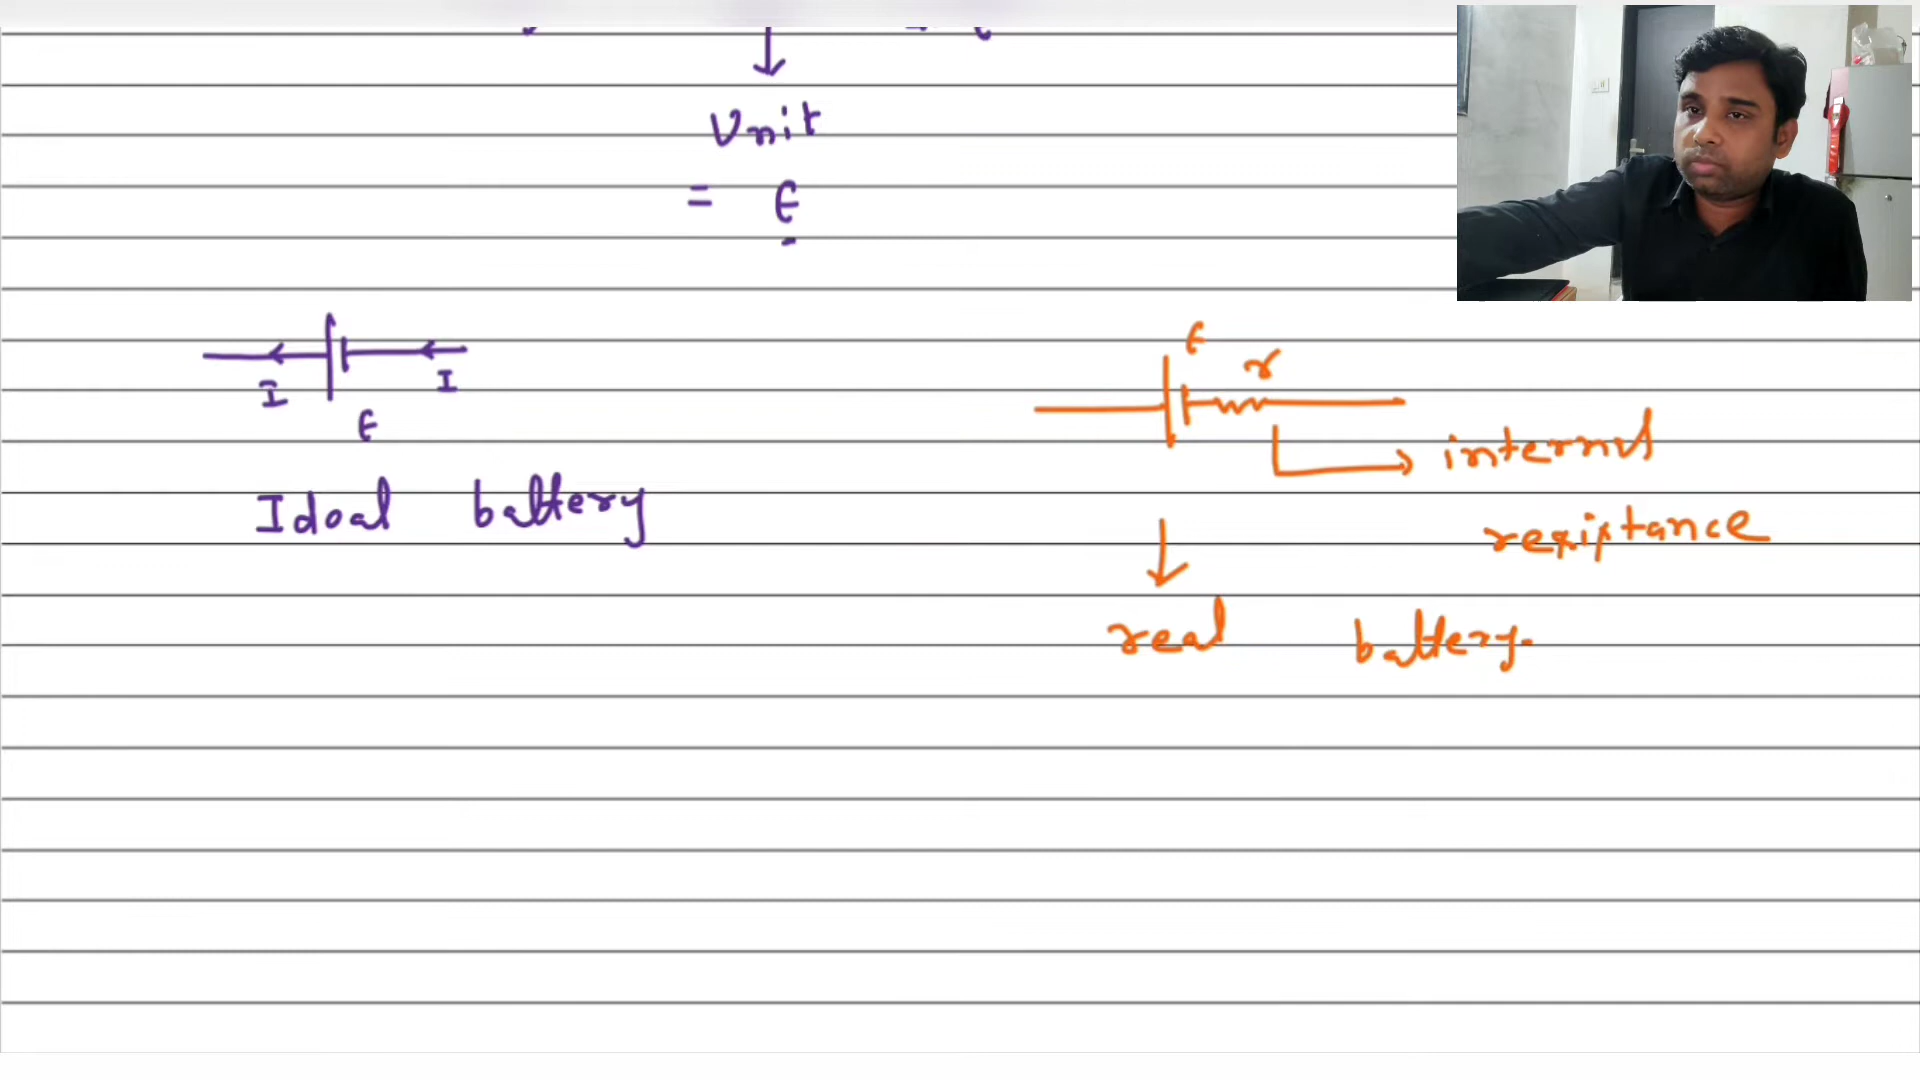 Unit
= E
I I
E
Ideal battery
E
r
internal
resistance
real battery.